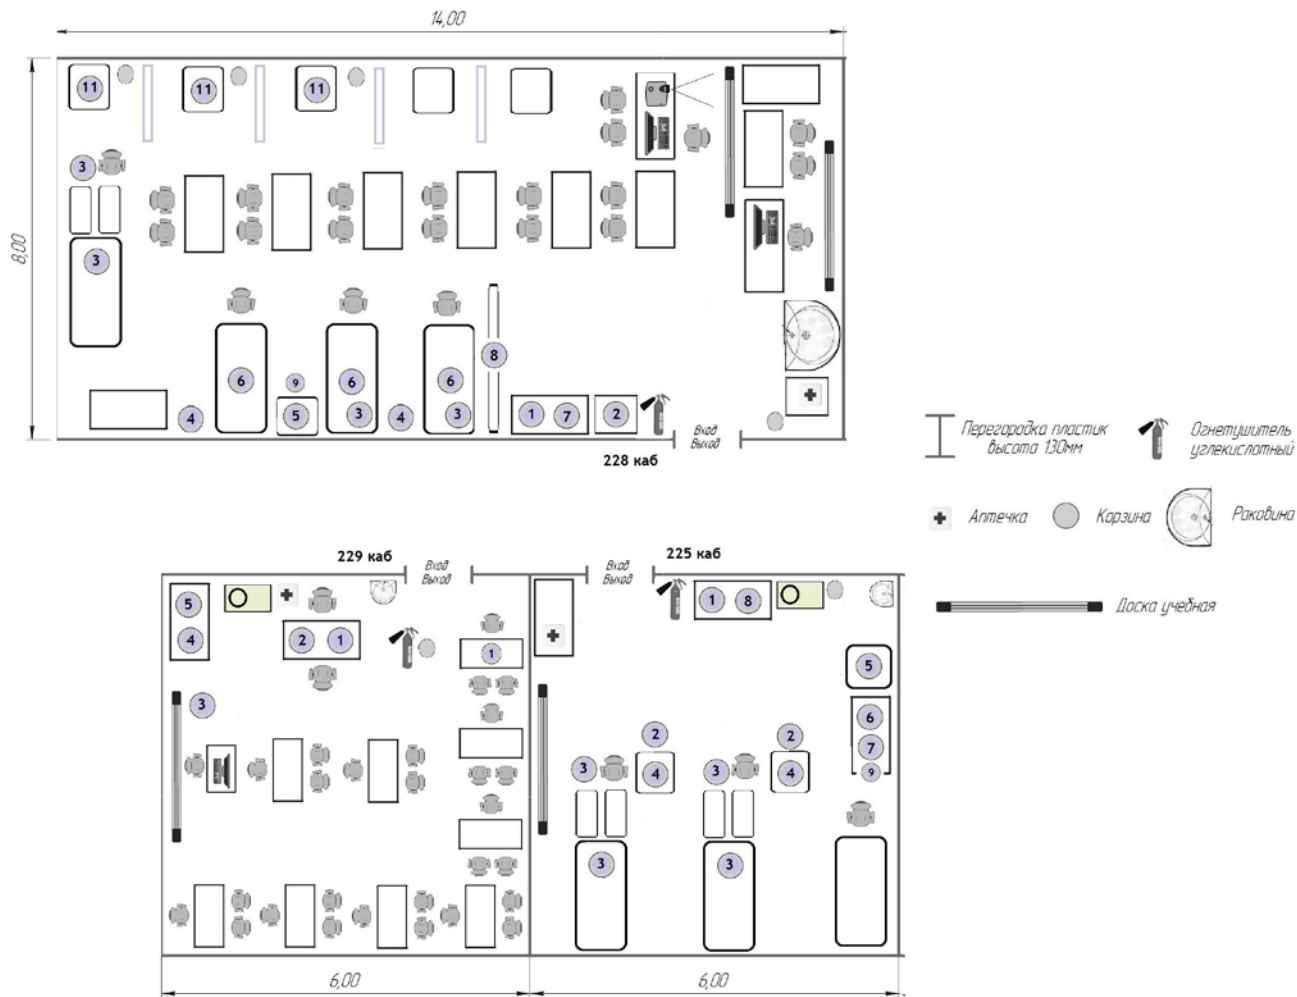 14,00
11
11
11
3
8,00
3
8
6
9
6
6
4
5
3
4
3
1
7
2
Вход
Выход
228 каб
Перегородка пластик
высота 130мм
Огнетушитель
углекислотный
Аптечка
Корзина
Раковина
Доска учебная
229 каб
Вход
Выход
5
4
2
1
1
3
225 каб
Вход
Выход
1
8
5
6
7
9
2
2
3
4
3
4
3
3
6,00
6,00